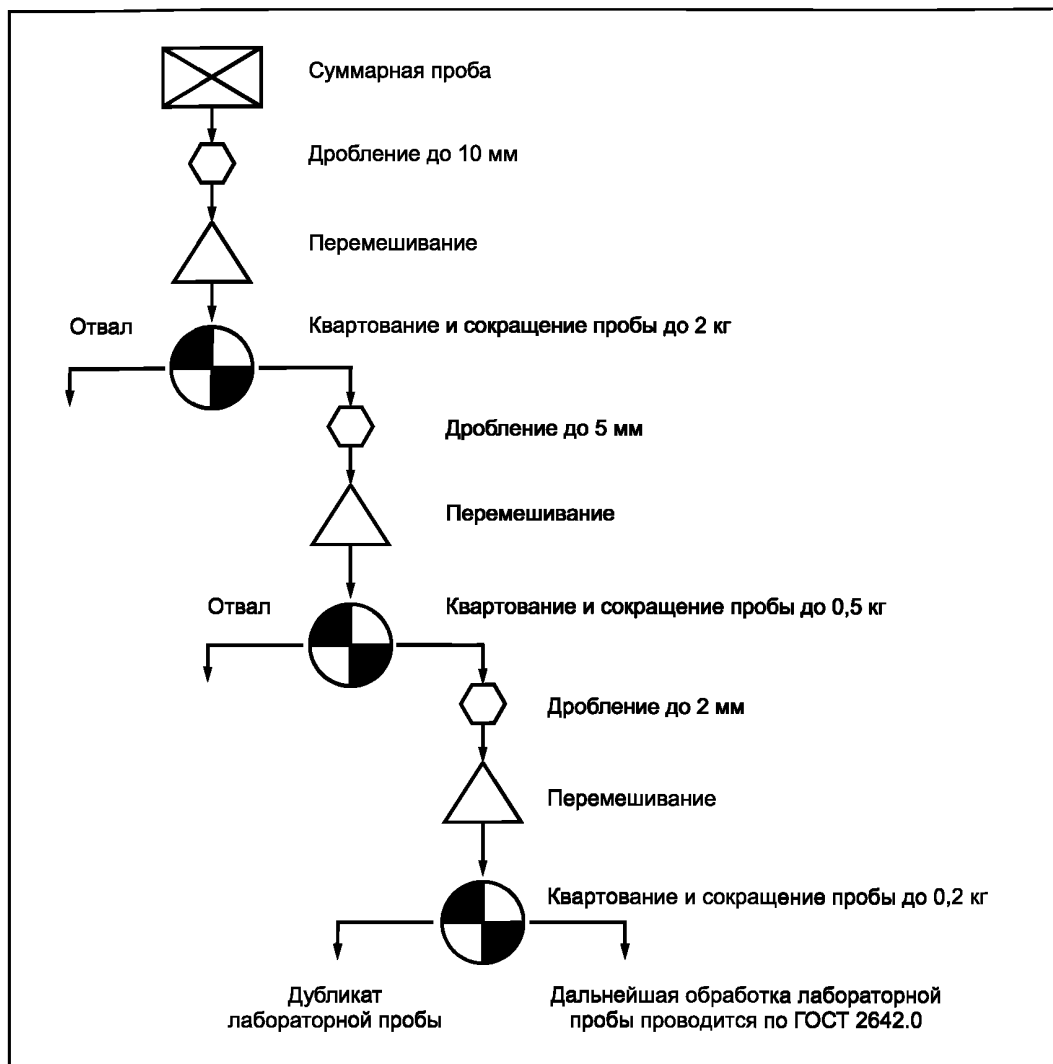 Суммарная проба
Дробление до 10 мм
Перемешивание
Отвал
Квартование и сокращение пробы до 2 кг
Дробление до 5 мм
Перемешивание
Отвал
Квартование и сокращение пробы до 0,5 кг
Дробление до 2 мм
Перемешивание
Квартование и сокращение пробы до 0,2 кг
Дубликат
лабораторной пробы
Дальнейшая обработка лабораторной
пробы проводится по ГОСТ 2642.0